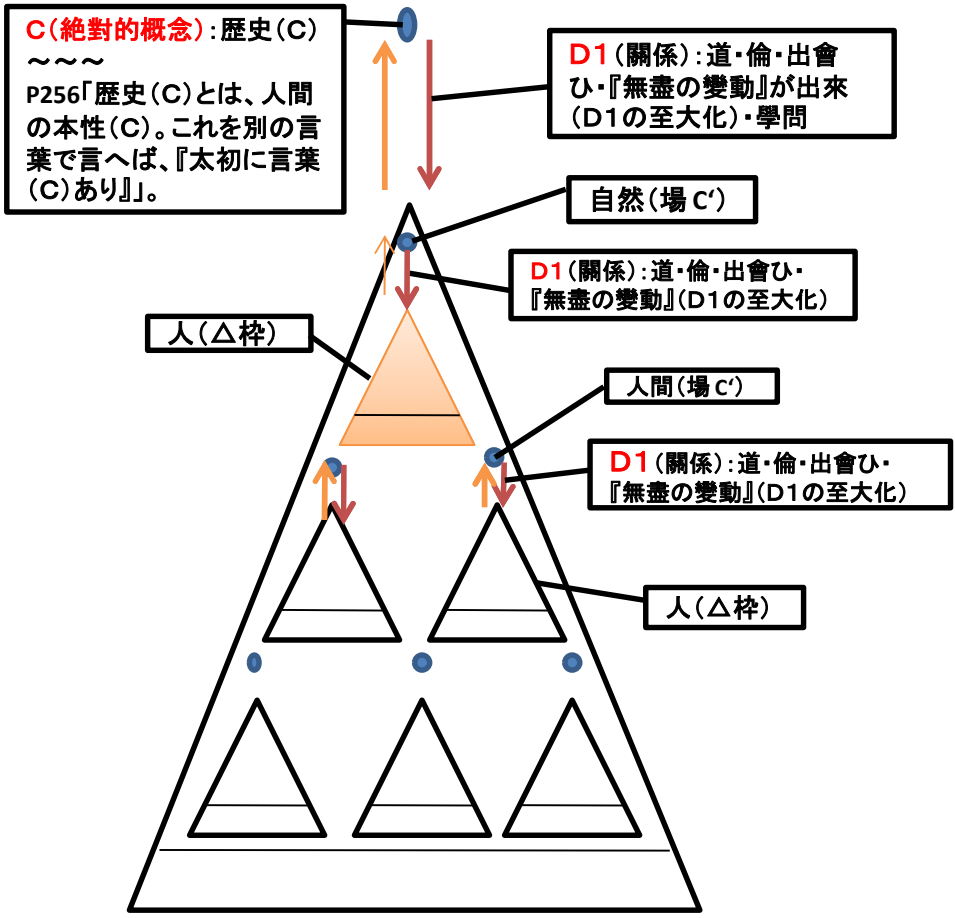 C(絶對的概念):歴史(C)
~~~
P256「歴史(C)とは、人間
の本性(C)。これを別の言
葉で言へば、『太初に言葉
(C)あり』」。
D1(關係):道・倫・出會
ひ・『無盡の變動』が出來
(D1の至大化)・學問
自然(場C‘)
D1(關係):道・倫・出會ひ・
『無盡の變動』(D1の至大化)
人(△枠)
人間(場C‘)
D1(關係):道・倫・出會ひ・
『無盡の變動』(D1の至大化)
人(△枠)